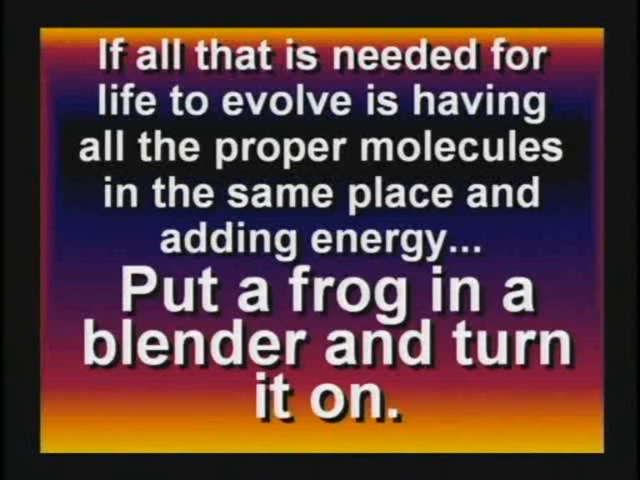 If all that is needed for
life to evolve is having
all the proper molecules
in the same place and
adding energy...
Put a frog in a
blender and turn
it on.